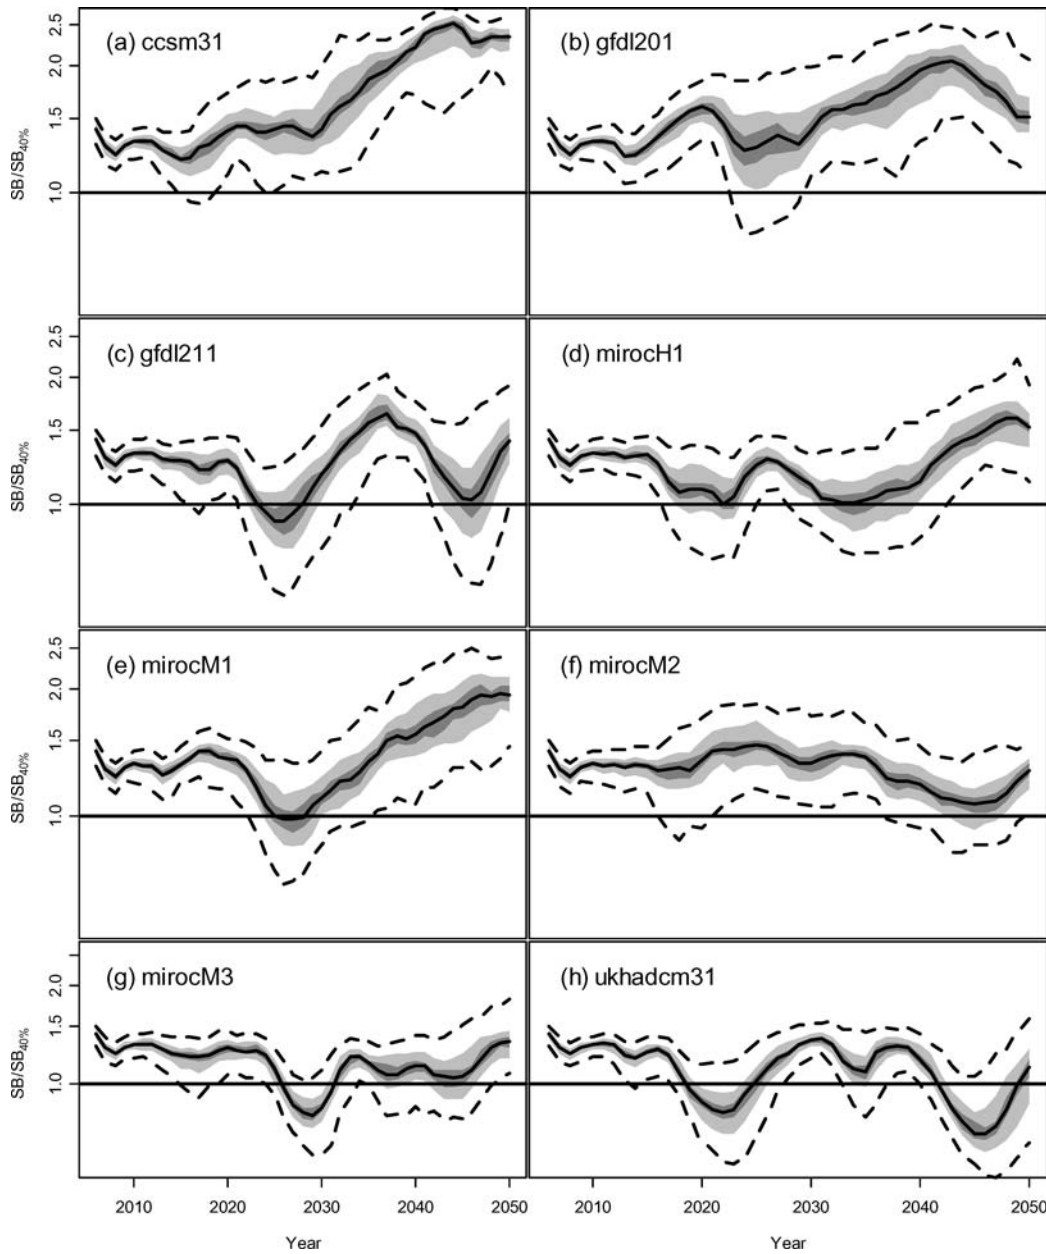 (a) ccsm31
(b) gfdl201
2.5
2.0
1.5
1.0
SB/SB40%
(c) gfdl211
(d) mirocH1
2.5
2.0
1.5
1.0
SB/SB40%
(e) mirocM1
(f) mirocM2
2.5
2.0
1.5
1.0
SB/SB40%
(g) mirocM3
(h) ukhadcm31
2.0
1.5
1.0
SB/SB40%
2010 2020 2030 2040 2050 2010 2020 2030 2040 2050
Year Year